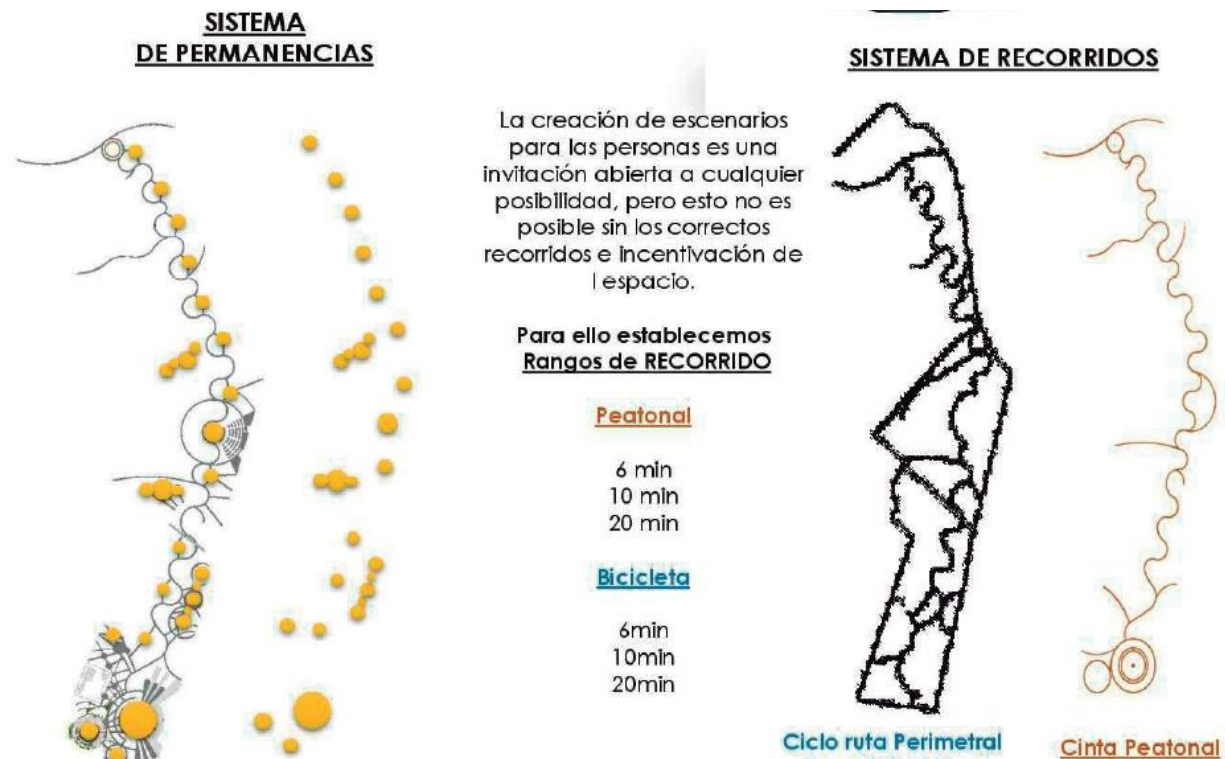 SISTEMA
DE PERMANENCIAS
La creación de escenarios
para las personas es una
invitación abierta a cualquier
posibilidad, pero esto no es
posible sin los correctos
recorridos e incentivación de
l espacio.
Para ello establecemos
Rangos de RECORRIDO
Peatonal
6 min
10 min
20 min
Bicicleta
6min
10min
20min
SISTEMA DE RECORRIDOS
Ciclo ruta Perimetral
Cinta Peatonal